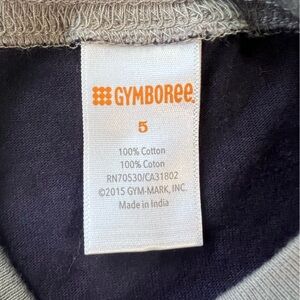 GYMBOREE
5
100% Cotton
100% Coton
RN70530/CA31802
©2015 GYM-MARK, INC.
Made in India